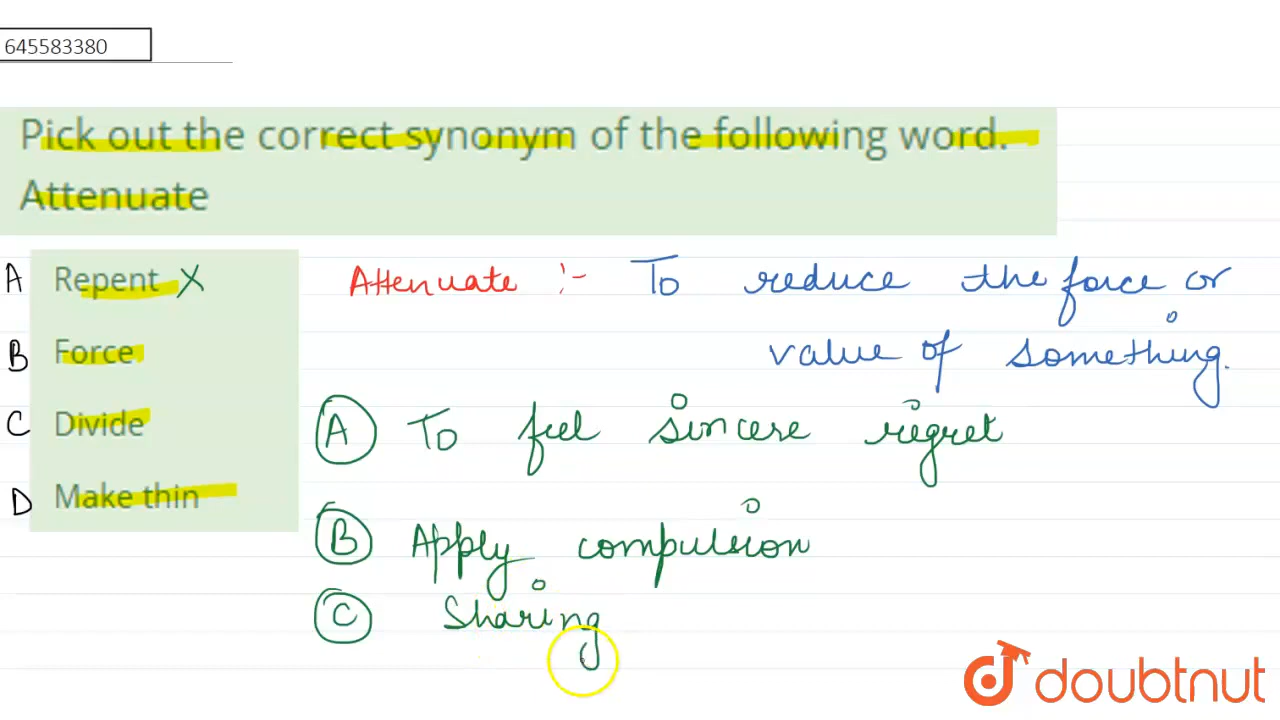 645583380
Pick out the correct synonym of the following word.
Attenuate
A Repent X
Attenuate :- To reduce the force or
B Force
value of something.
C Divide
A To feel sincere regret
D Make thin
B Apply compulsion
C Sharing
doubtnut